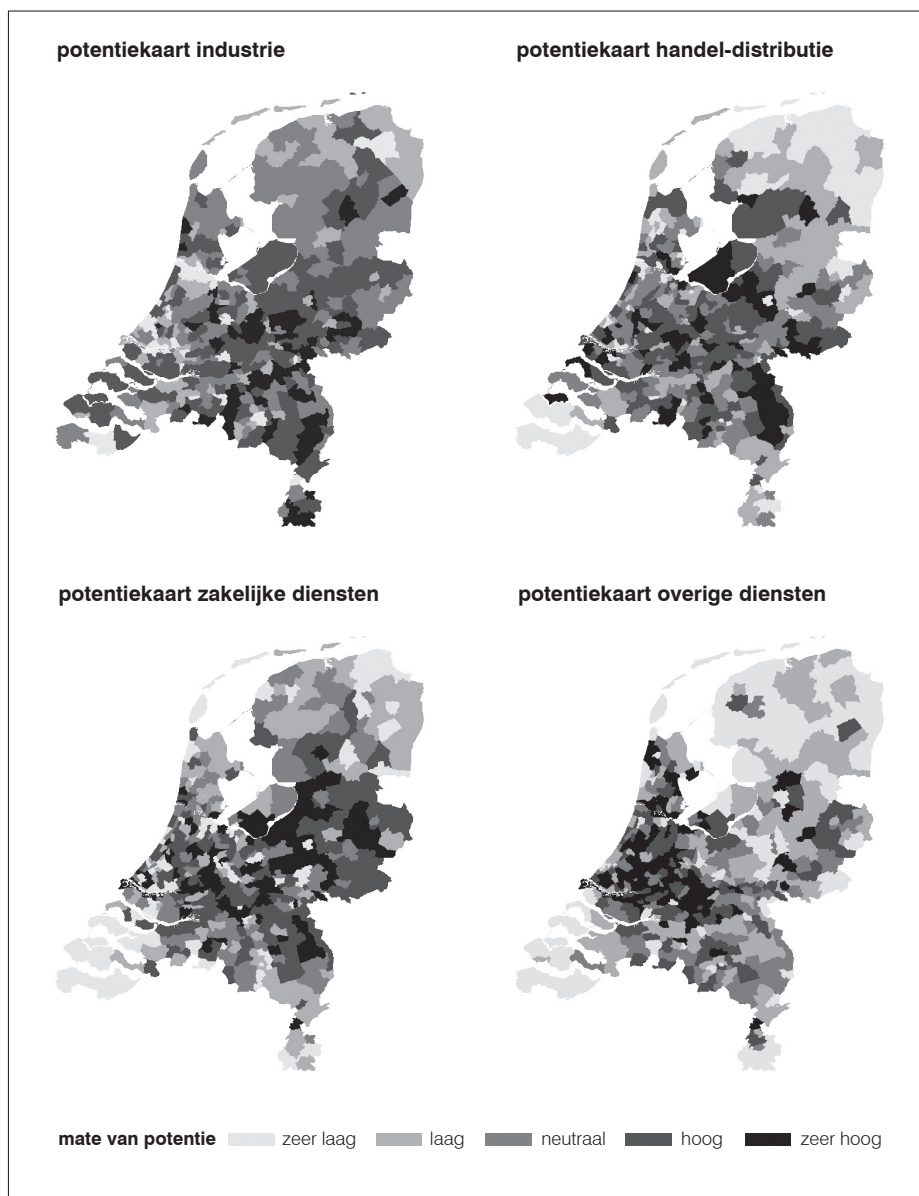 potentiekaart industrie
potentiekaart handel-distributie
potentiekaart zakelijke diensten
potentiekaart overige diensten
mate van potentie zeer laag laag neutraal hoog zeer hoog